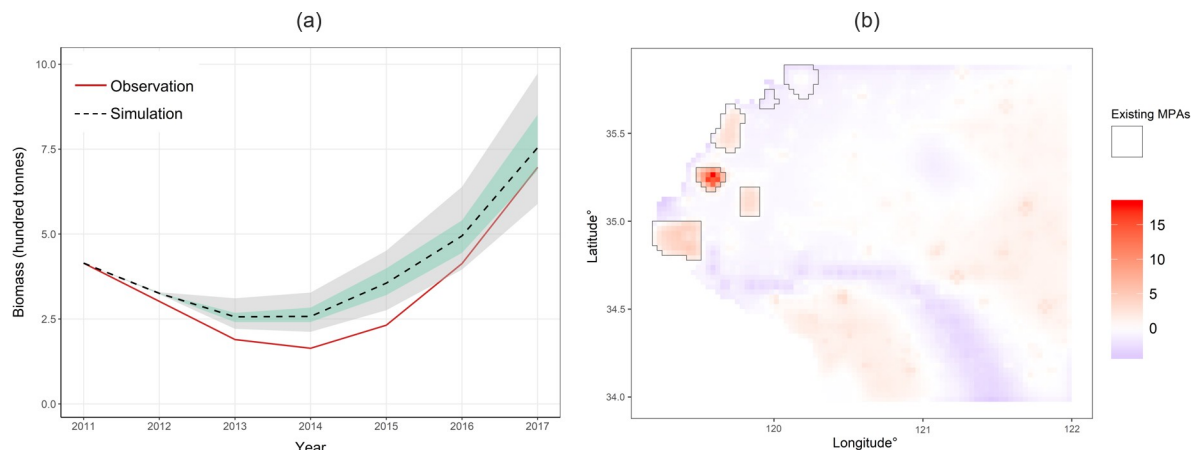 (a)
Biomass (hundred tonnes)
10.0
7.5
5.0
2.5
0.0
Observation
Simulation
2011 2012 2013 2014 2015 2016 2017
Year
(b)
Latitude°
35.5
35.0
34.5
34.0
120 121 122
Longitude°
Existing MPAs
15
10
5
0